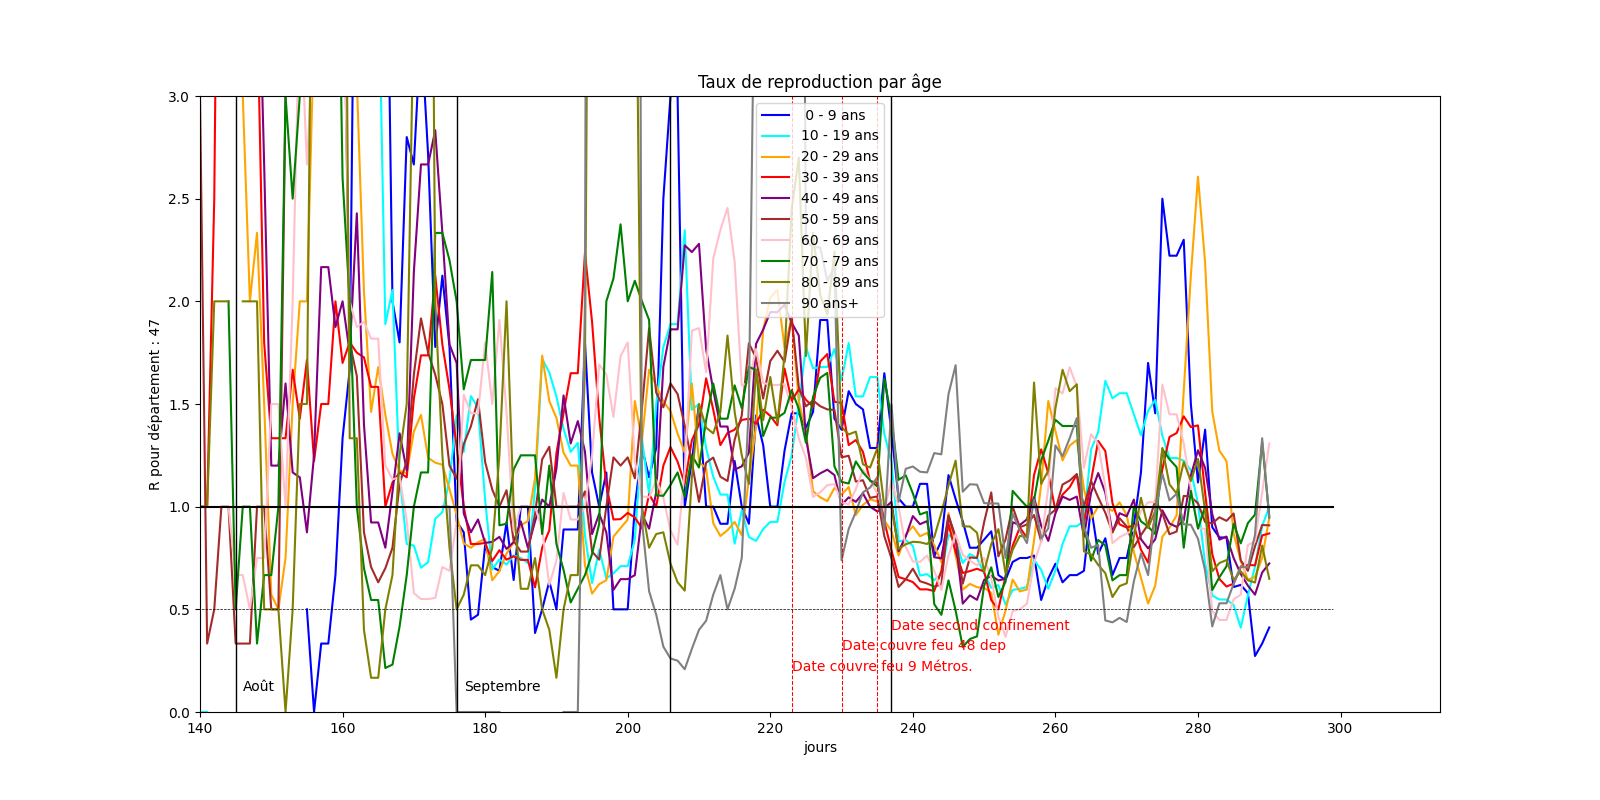 Taux de reproduction par âge
R pour département : 47
3.0
2.5
2.0
1.5
1.0
0.5
0.0
0 - 9 ans
10 - 19 ans
20 - 29 ans
30 - 39 ans
40 - 49 ans
50 - 59 ans
60 - 69 ans
70 - 79 ans
80 - 89 ans
90 ans+
Date second confinement
Date couvre feu 48 dep
Date couvre feu 9 Métros.
Août
Septembre
140 160 180 200 220 240 260 280 300
jours